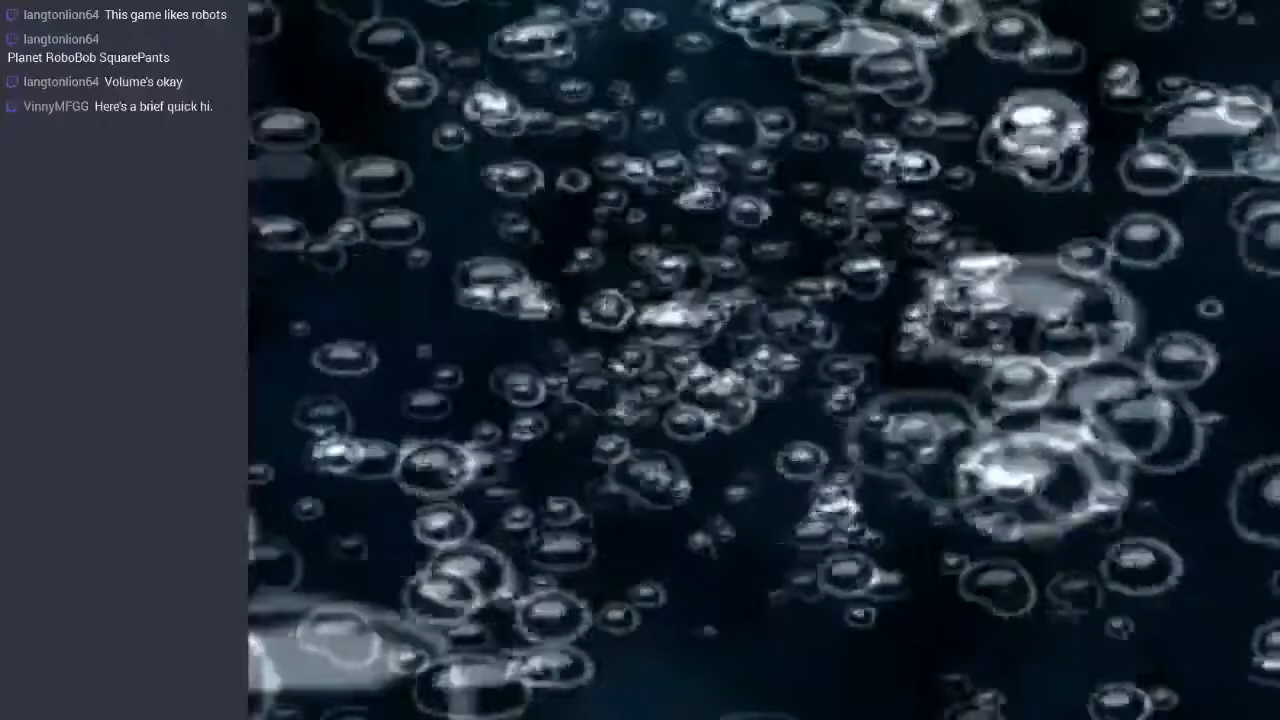 langtonlion64 This game likes robots
langtonlion64
Planet RoboBob SquarePants
langtonlion64 Volume's okay
VinnyMFGG Here's a brief quick hi.